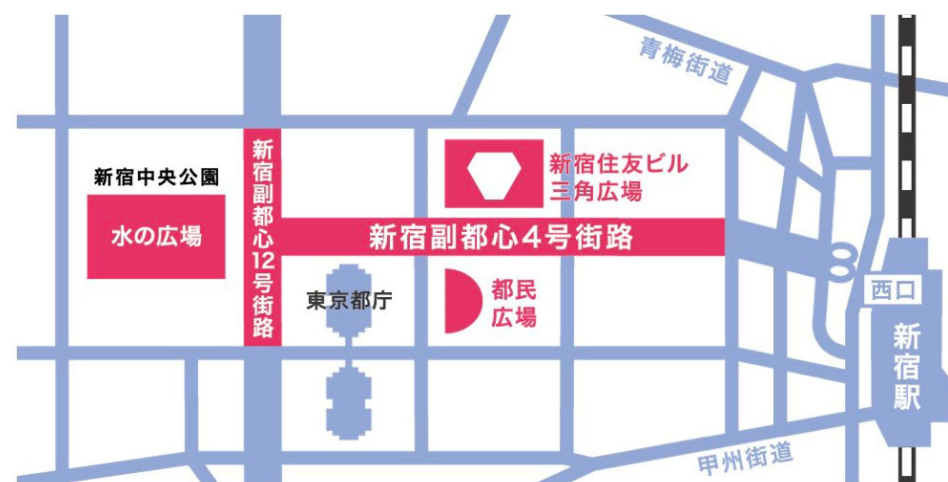 青梅街道
新宿中央公園
水の広場
新宿副都心12号街路
新宿住友ビル
三角広場
新宿副都心4号街路
東京都庁
都民
広場
西口
新宿駅
甲州街道